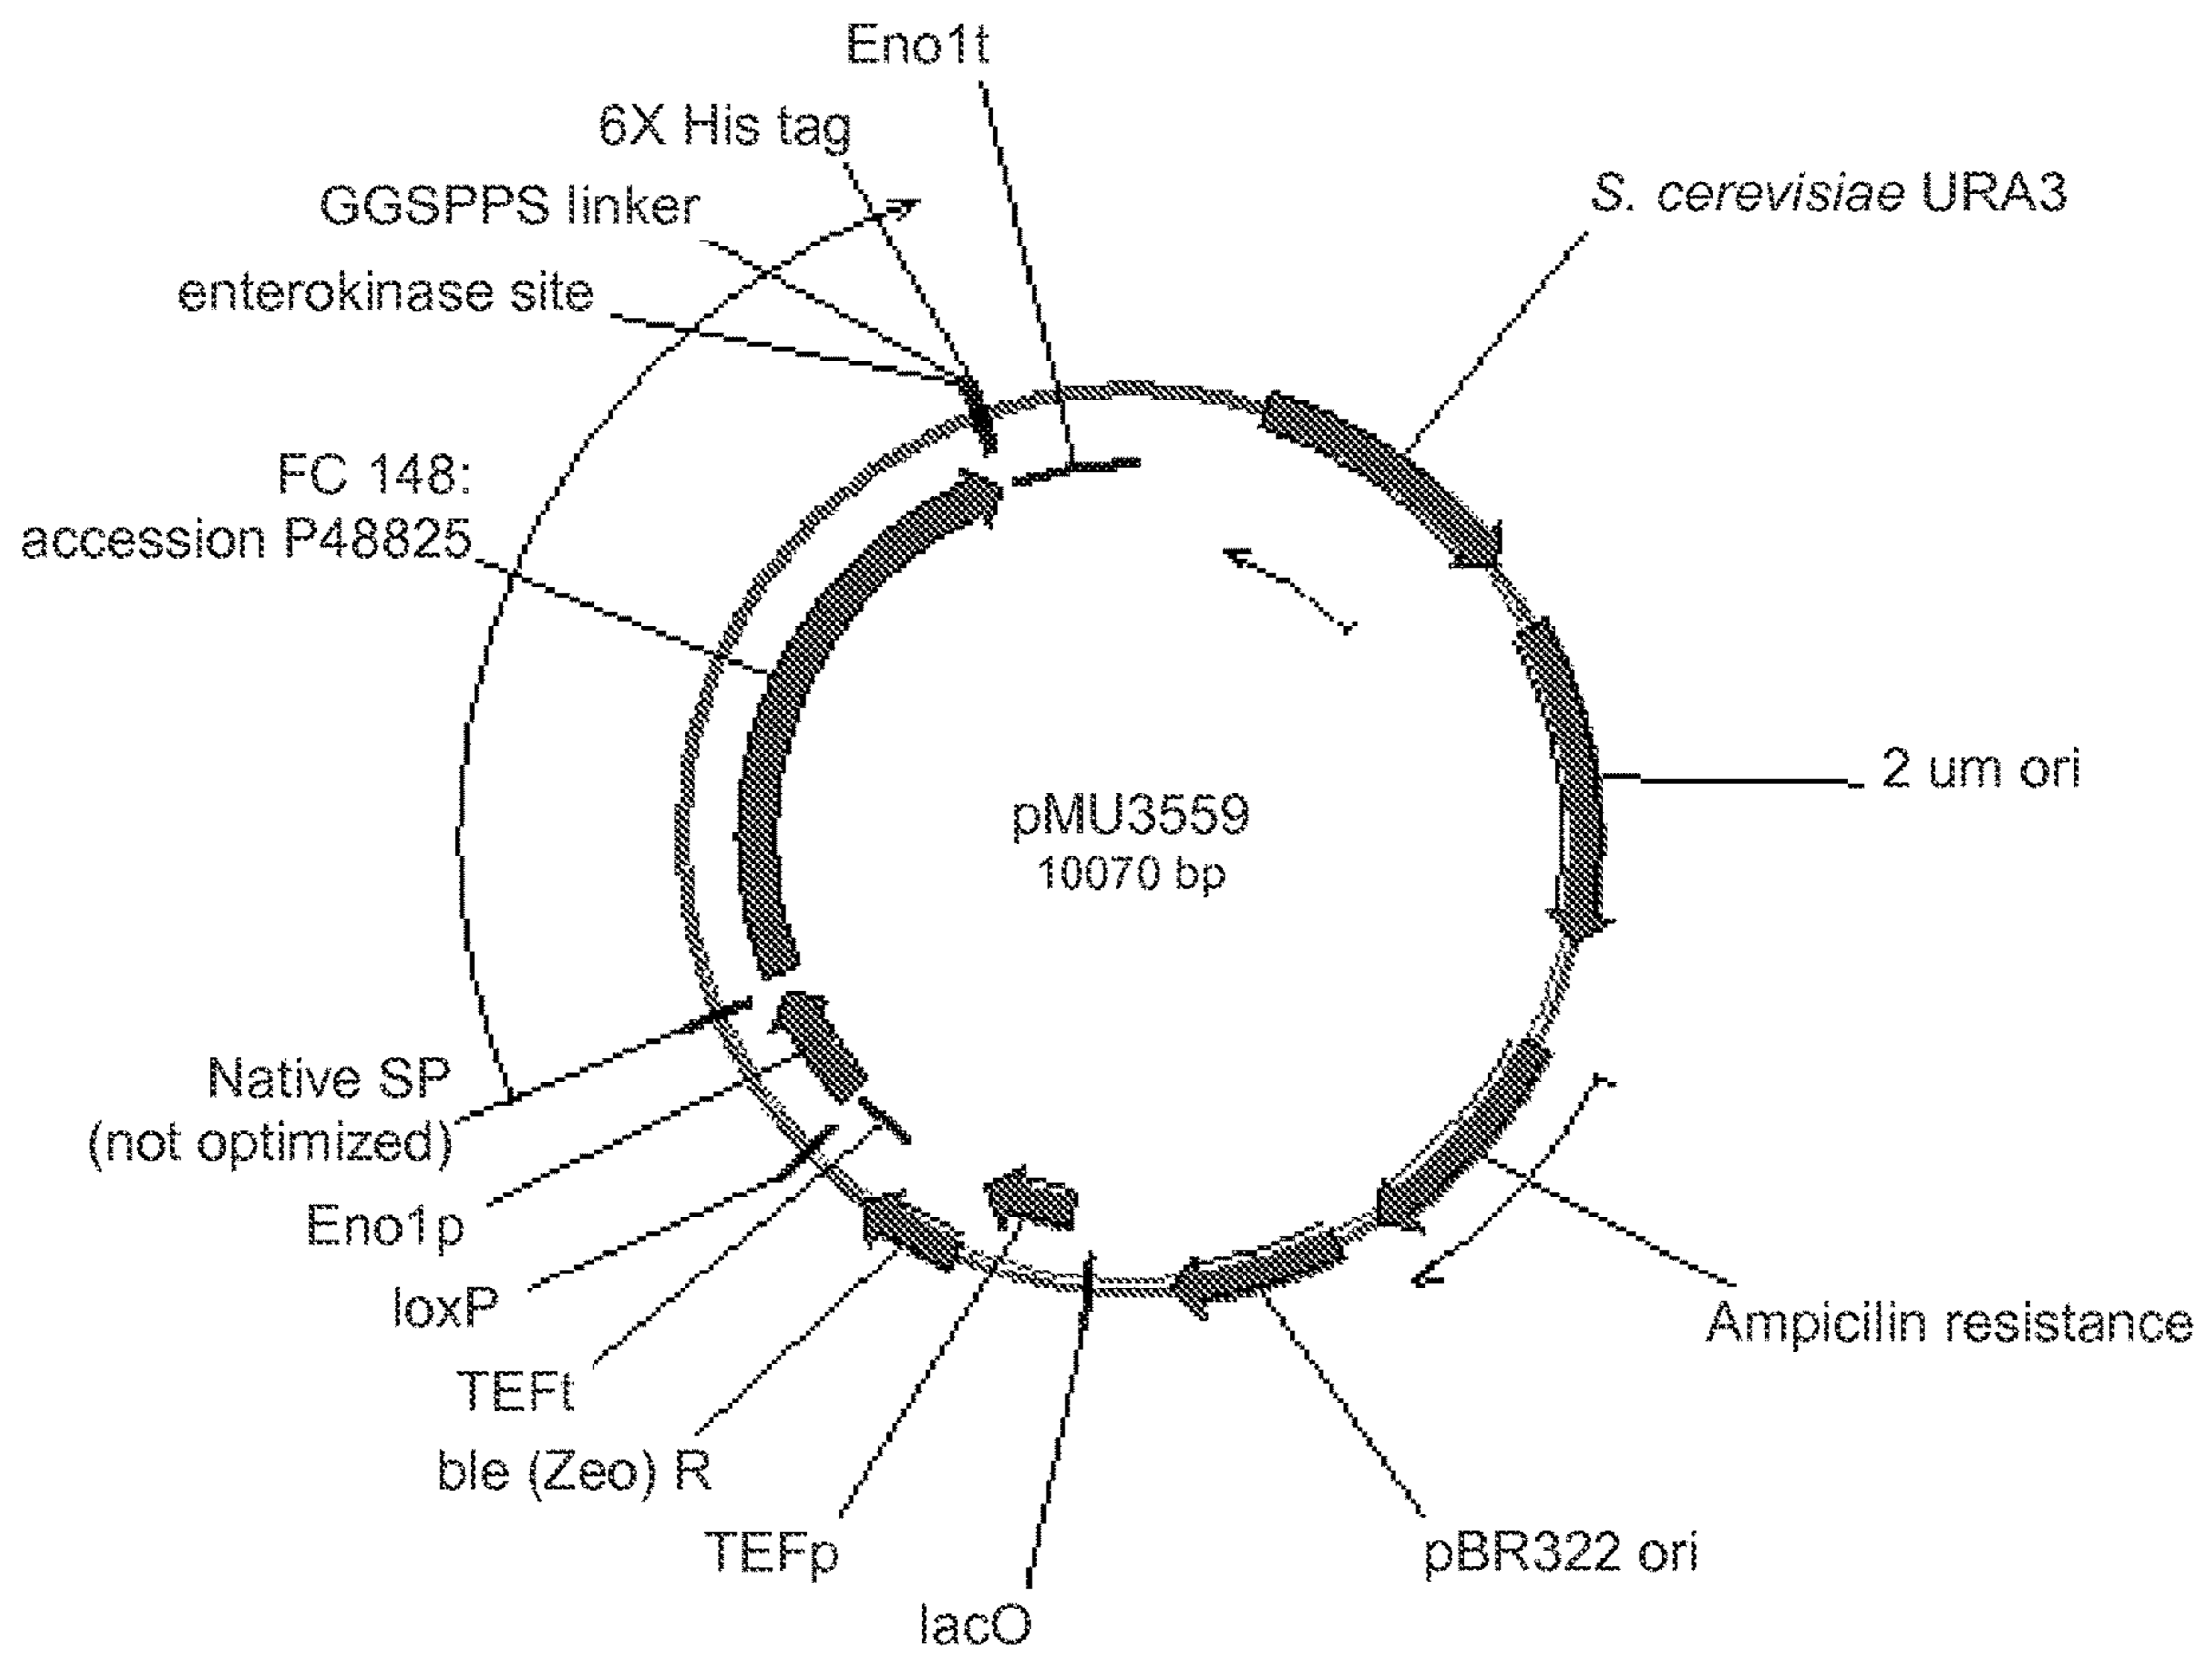 Eno1t
6X His tag
GGSPPS linker
enterokinase site
S. cerevisiae URA3
FC 148:
accession P48825
2 um ori
pMU3559
10070 bp
Native SP
(not optimized)
Eno1p
loxP
TEFt
ble (Zeo) R
TEFp
lacO
pBR322 ori
Ampicilin resistance